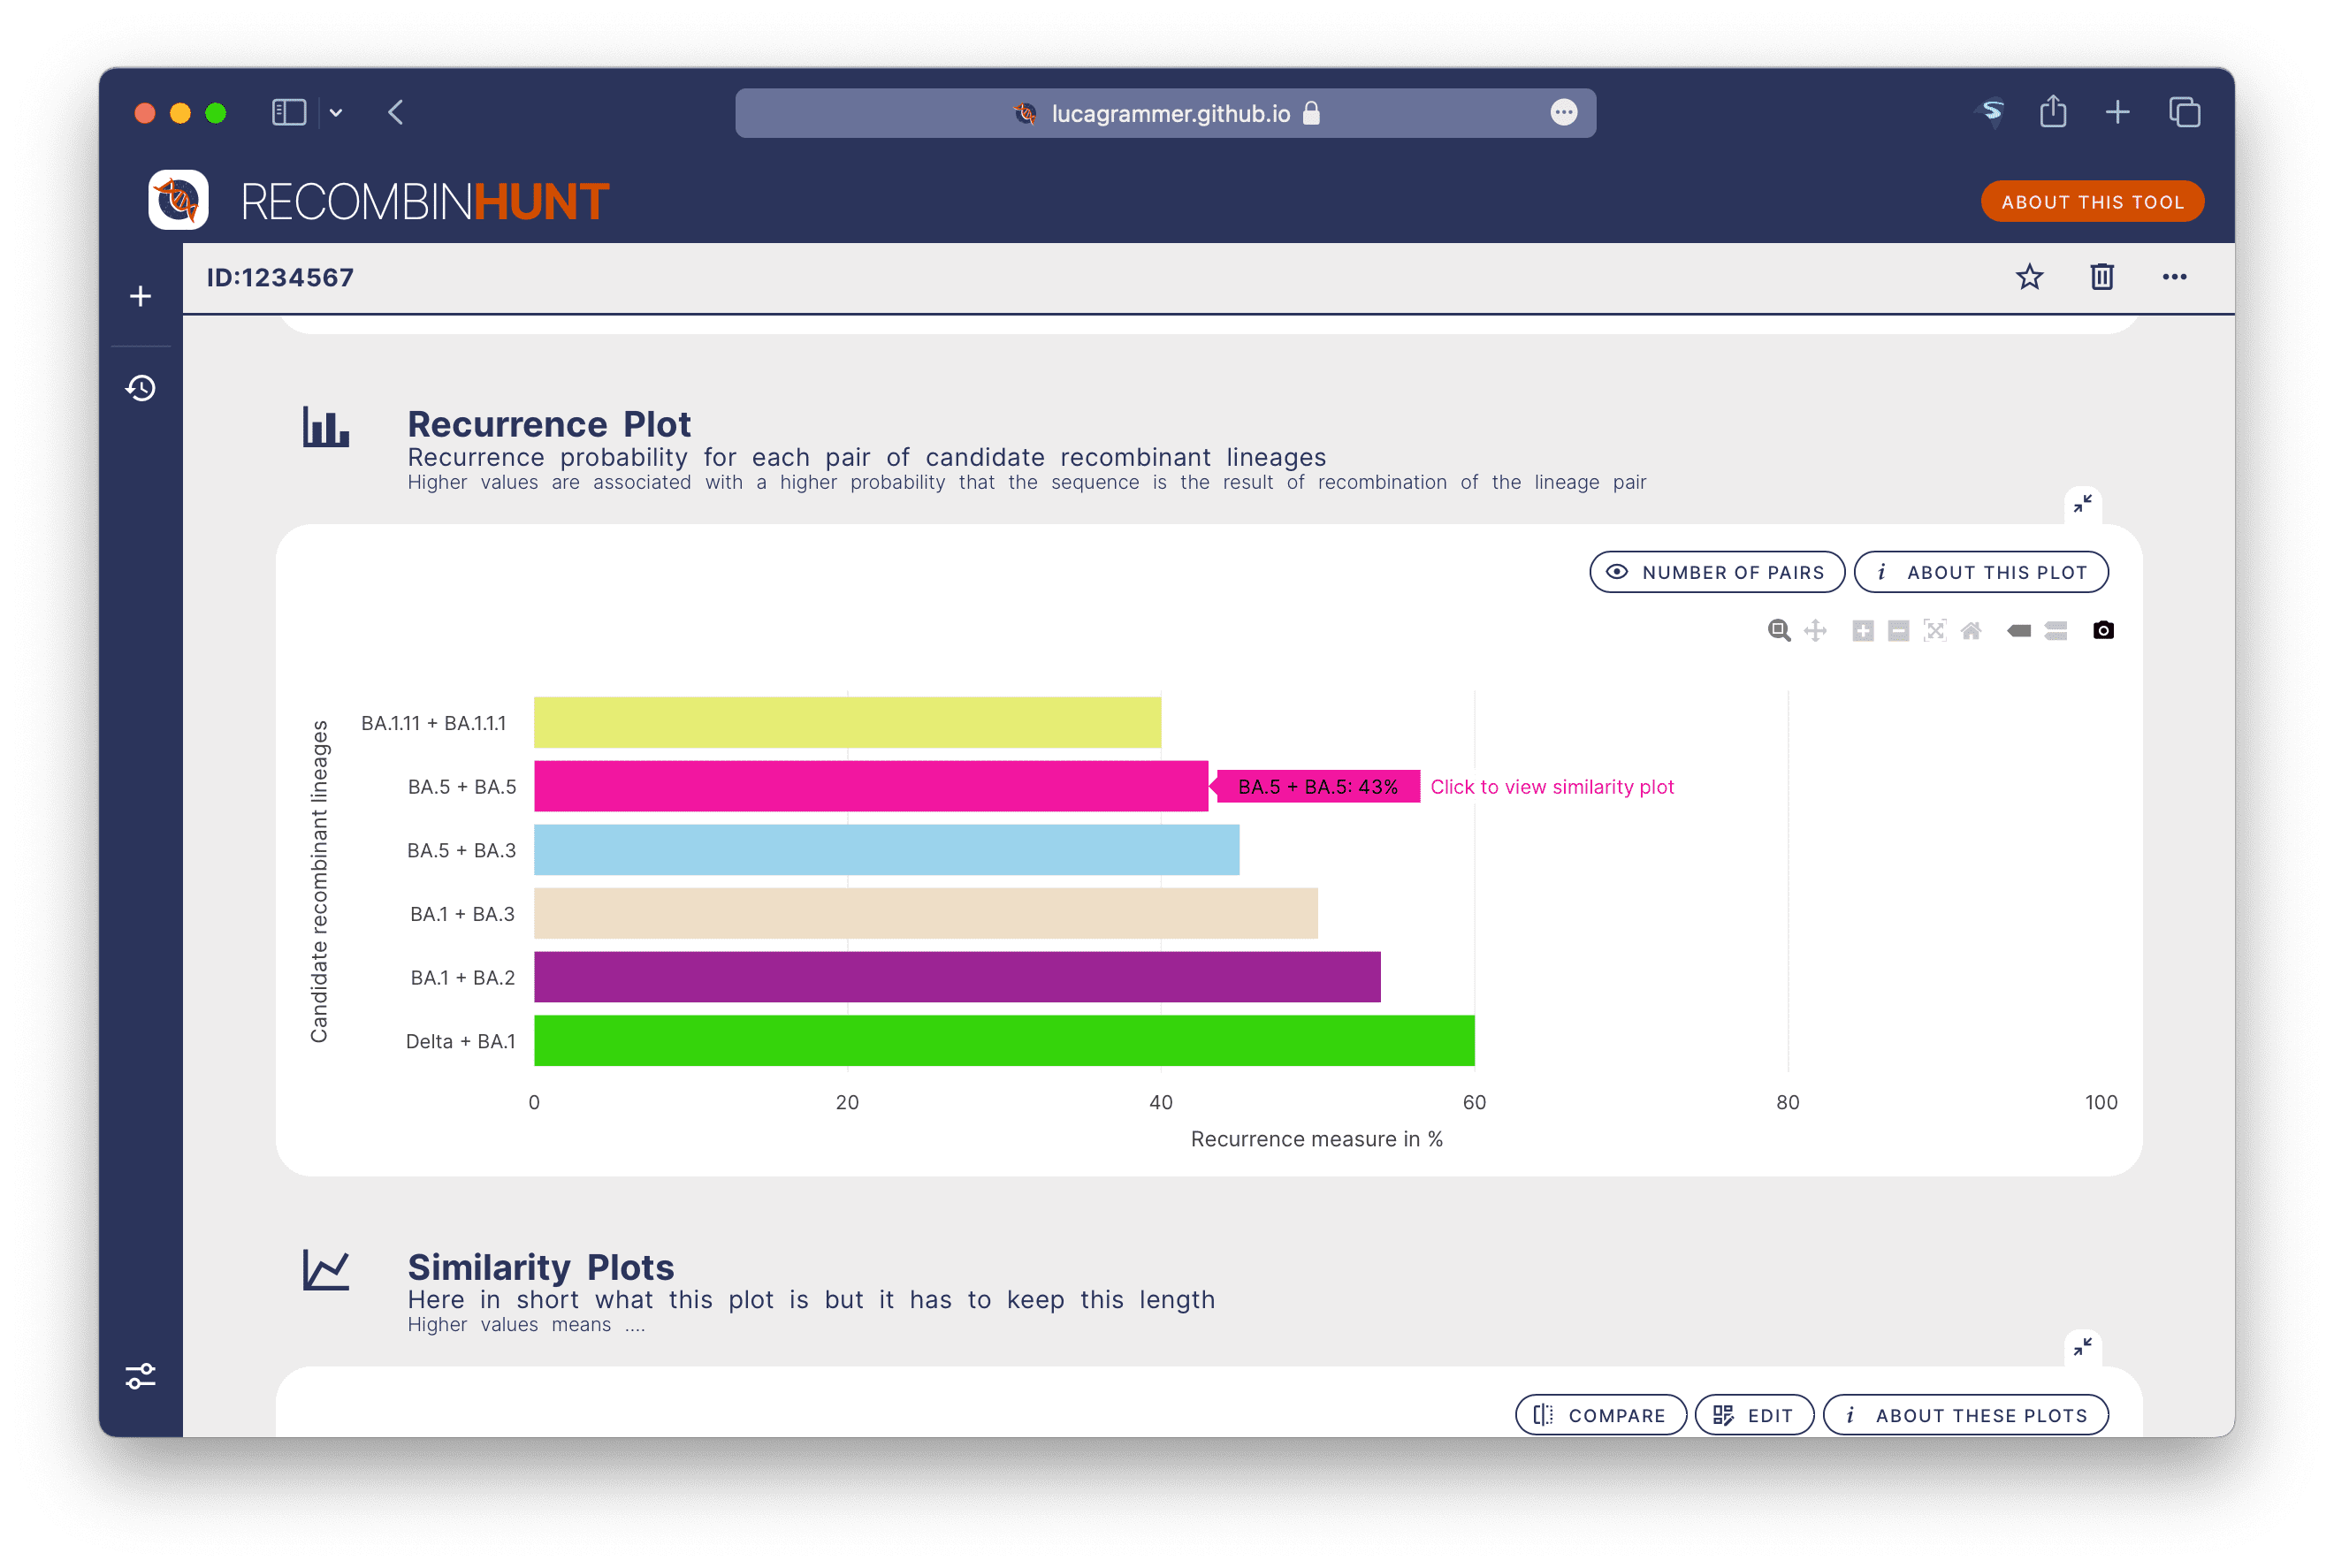 lucagrammer.github.io
RECOMBINHUNT
ABOUT THIS TOOL
ID:1234567
Recurrence Plot
Recurrence probability for each pair of candidate recombinant lineages
Higher values are associated with a higher probability that the sequence is the result of recombination of the lineage pair
NUMBER OF PAIRS
i ABOUT THIS PLOT
Candidate recombinant lineages
BA.1.11 + BA.1.1.1
BA.5 + BA.5
BA.5 + BA.5: 43%
Click to view similarity plot
BA.5 + BA.3
BA.1 + BA.3
BA.1 + BA.2
Delta + BA.1
0 20 40 60 80 100
Recurrence measure in %
Similarity Plots
Here in short what this plot is but it has to keep this length
Higher values means ....
COMPARE
EDIT
i ABOUT THESE PLOTS